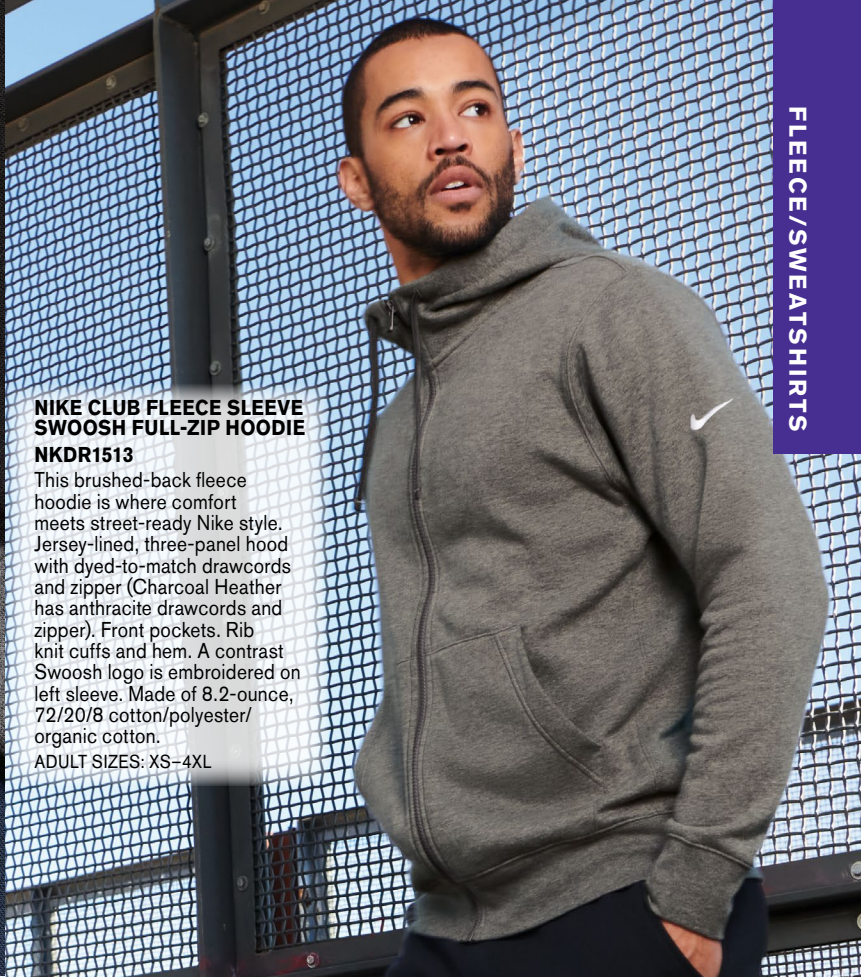 FLEECE/SWEATSHIRTS
NIKE CLUB FLEECE SLEEVE
SWOOSH FULL-ZIP HOODIE
NKDR1513
This brushed-back fleece
hoodie is where comfort
meets street-ready Nike style.
Jersey-lined, three-panel hood
with dyed-to-match drawcords
and zipper (Charcoal Heather
has anthracite drawcords and
zipper). Front pockets. Rib
knit cuffs and hem. A contrast
Swoosh logo is embroidered on
left sleeve. Made of 8.2-ounce,
72/20/8 cotton/polyester/
organic cotton.
ADULT SIZES: XS–4XL